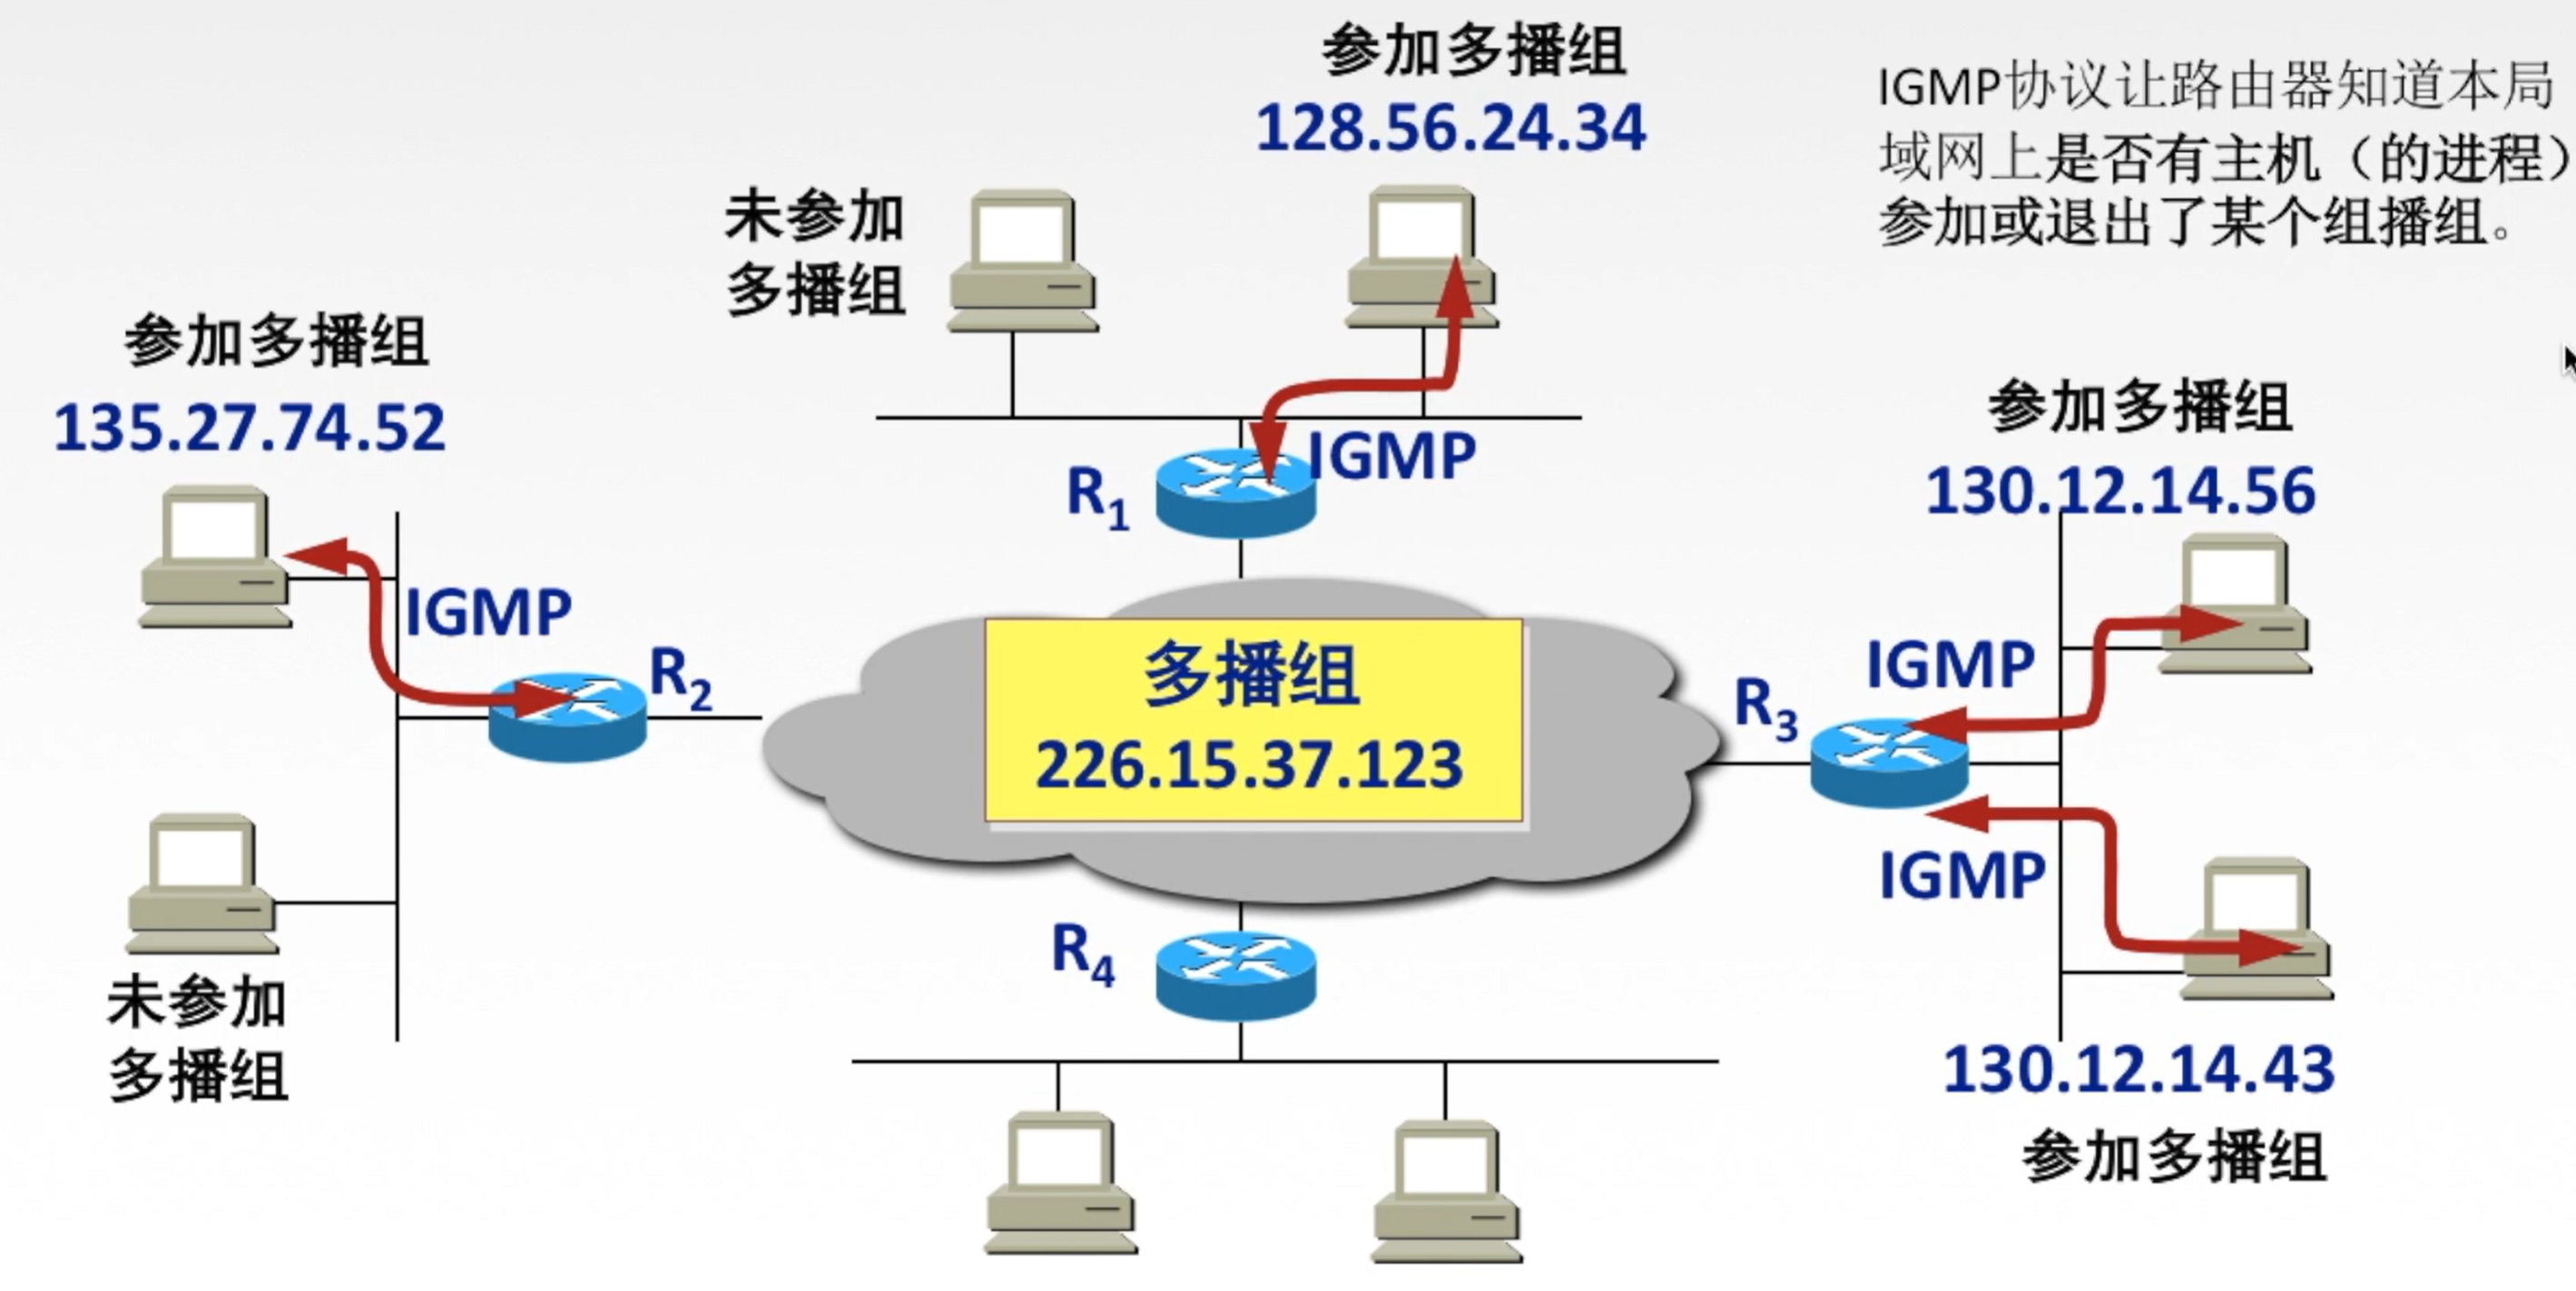 参加多播组
128.56.24.34
IGMP协议让路由器知道本局
域网上是否有主机（的进程）
参加或退出了某个组播组。
未参加
多播组
参加多播组
135.27.74.52
IGMP
R1
参加多播组
130.12.14.56
IGMP
R2
多播组
226.15.37.123
R3
IGMP
IGMP
R4
未参加
多播组
130.12.14.43
参加多播组